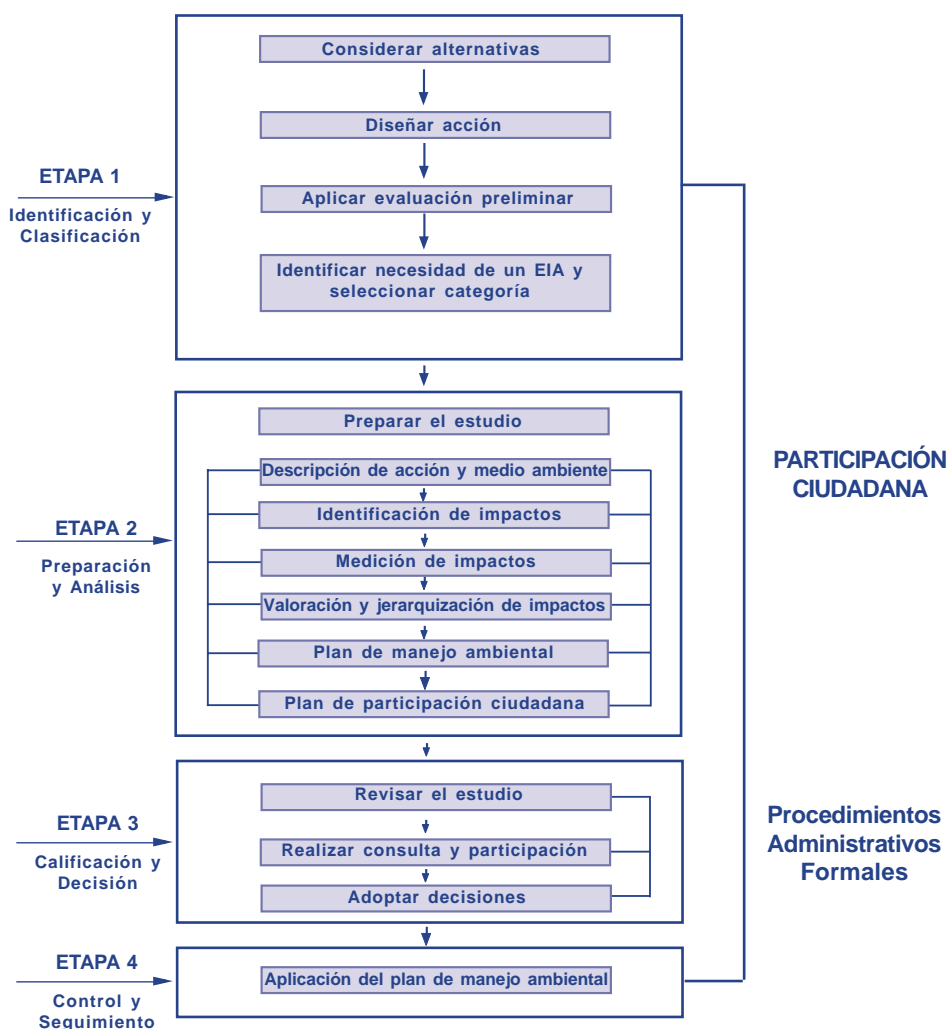 Considerar alternativas
Diseñar acción
ETAPA 1
Identificación y
Clasificación
Aplicar evaluación preliminar
Identificar necesidad de un EIA y
seleccionar categoría
Preparar el estudio
Descripción de acción y medio ambiente
Identificación de impactos
ETAPA 2
Preparación
y Análisis
Medición de impactos
Valoración y jerarquización de impactos
Plan de manejo ambiental
Plan de participación ciudadana
PARTICIPACIÓN
CIUDADANA
Revisar el estudio
ETAPA 3
Calificación y
Decisión
Realizar consulta y participación
Adoptar decisiones
Procedimientos
Administrativos
Formales
ETAPA 4
Control y
Seguimiento
Aplicación del plan de manejo ambiental